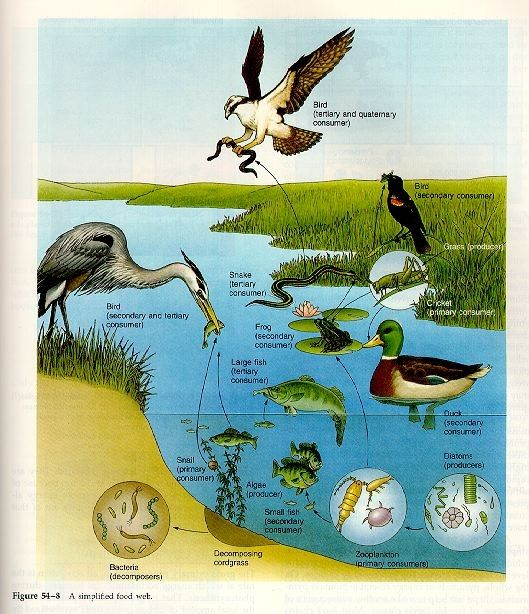 Bird
(tertiary and quaternary
consumer)
Bird
(secondary consumer)
Grass (producer)
Snake
(tertiary
consumer)
Cricket
(primary consumer)
Bird
(secondary and tertiary
consumer)
Frog
(secondary
consumer)
Large fish
(tertiary
consumer)
Duck
(secondary
consumer)
Snail
(primary
consumer)
Algae
(producer)
Diatoms
(producers)
Small fish
(secondary
consumer)
Bacteria
(decomposers)
Decomposing
cordgrass
Zooplankton
(primary consumers)
Figure 54–8 A simplified food web.